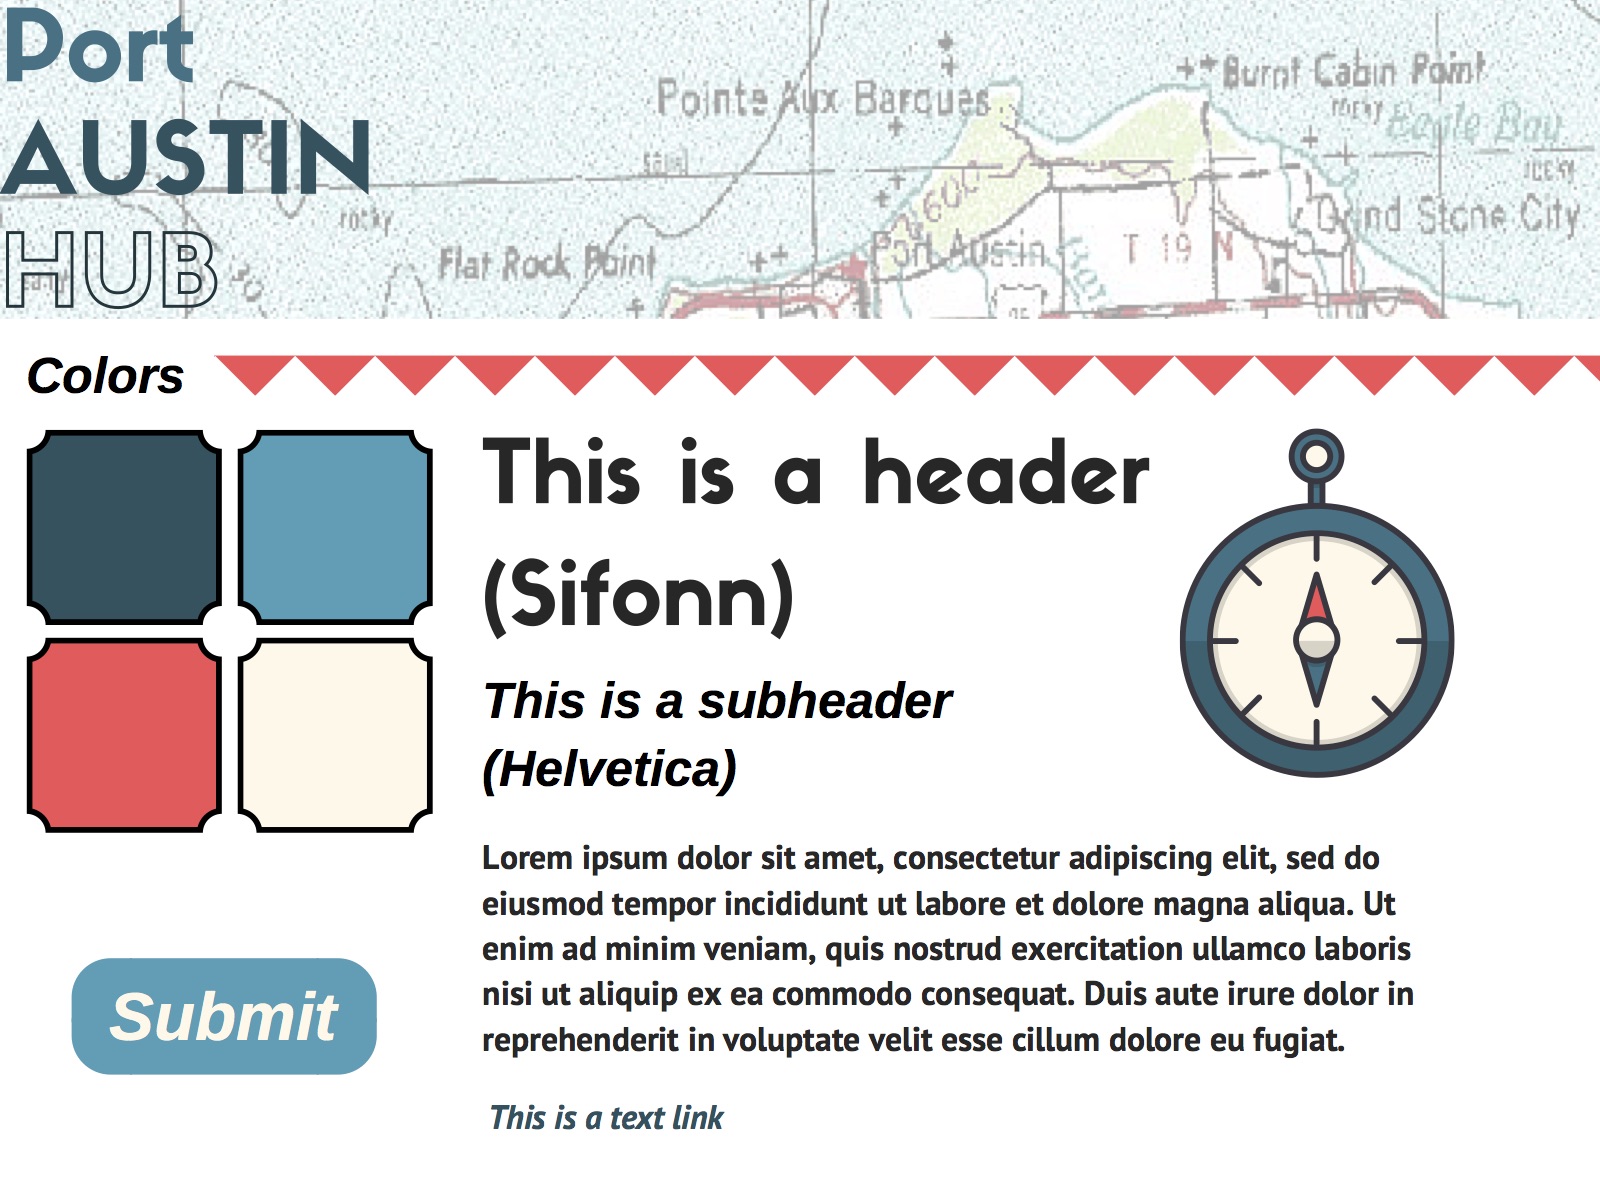 Port
AUSTIN
HUB
Pointe Aux Barques
Burnt Cabin Point
rocky
Eagle Bay
sand
rocky
Grind Stone City
Flat Rock Point
Port Austin
T 19 N
25
Colors
This is a header
(Sifonn)
This is a subheader
(Helvetica)
Lorem ipsum dolor sit amet, consectetur adipiscing elit, sed do
eiusmod tempor incididunt ut labore et dolore magna aliqua. Ut
enim ad minim veniam, quis nostrud exercitation ullamco laboris
nisi ut aliquip ex ea commodo consequat. Duis aute irure dolor in
reprehenderit in voluptate velit esse cillum dolore eu fugiat.
Submit
This is a text link